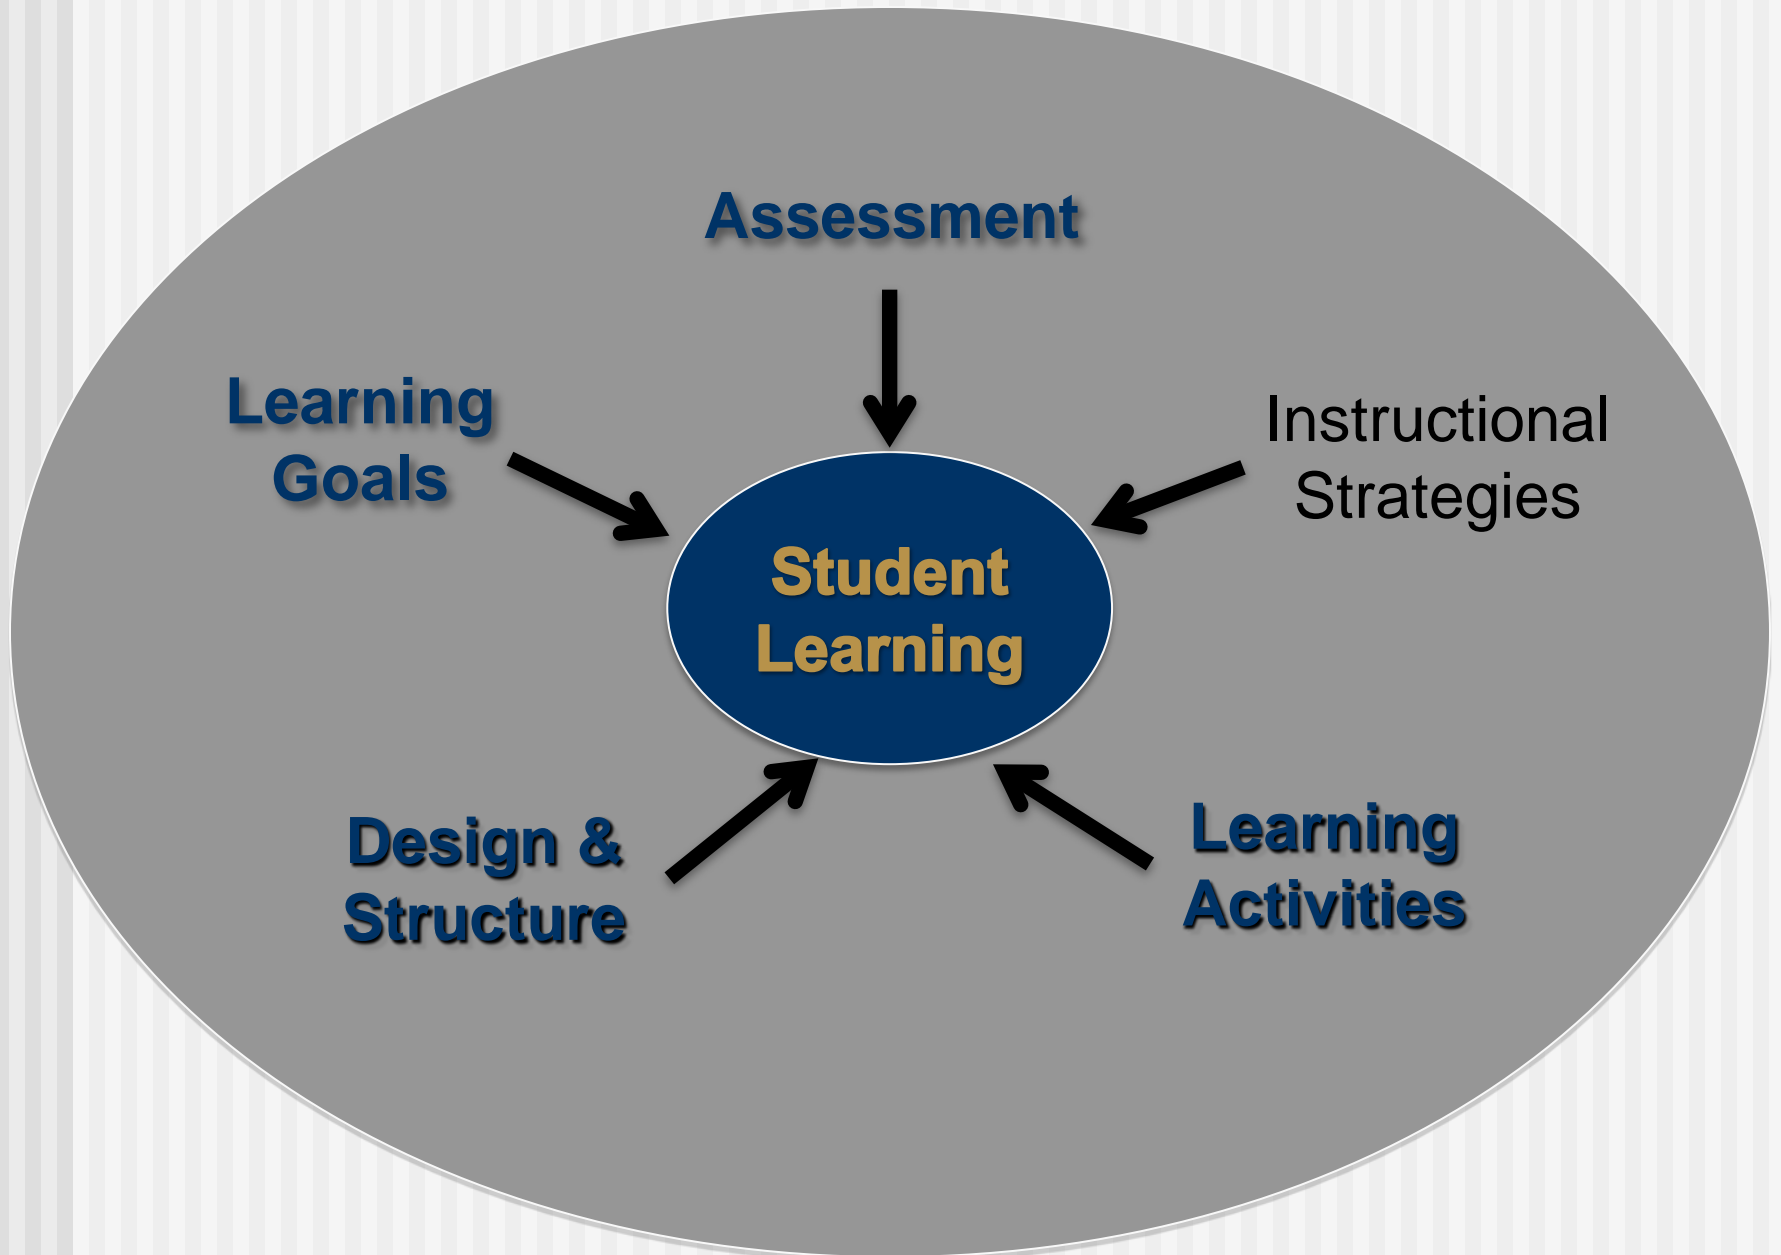 Assessment
Learning
Goals
Instructional
Strategies
Student
Learning
Design &
Structure
Learning
Activities